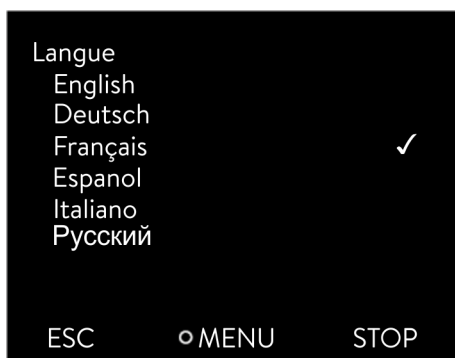 Langue
English
Deutsch
Français
Espanol
Italiano
Русский
ESC MENU STOP